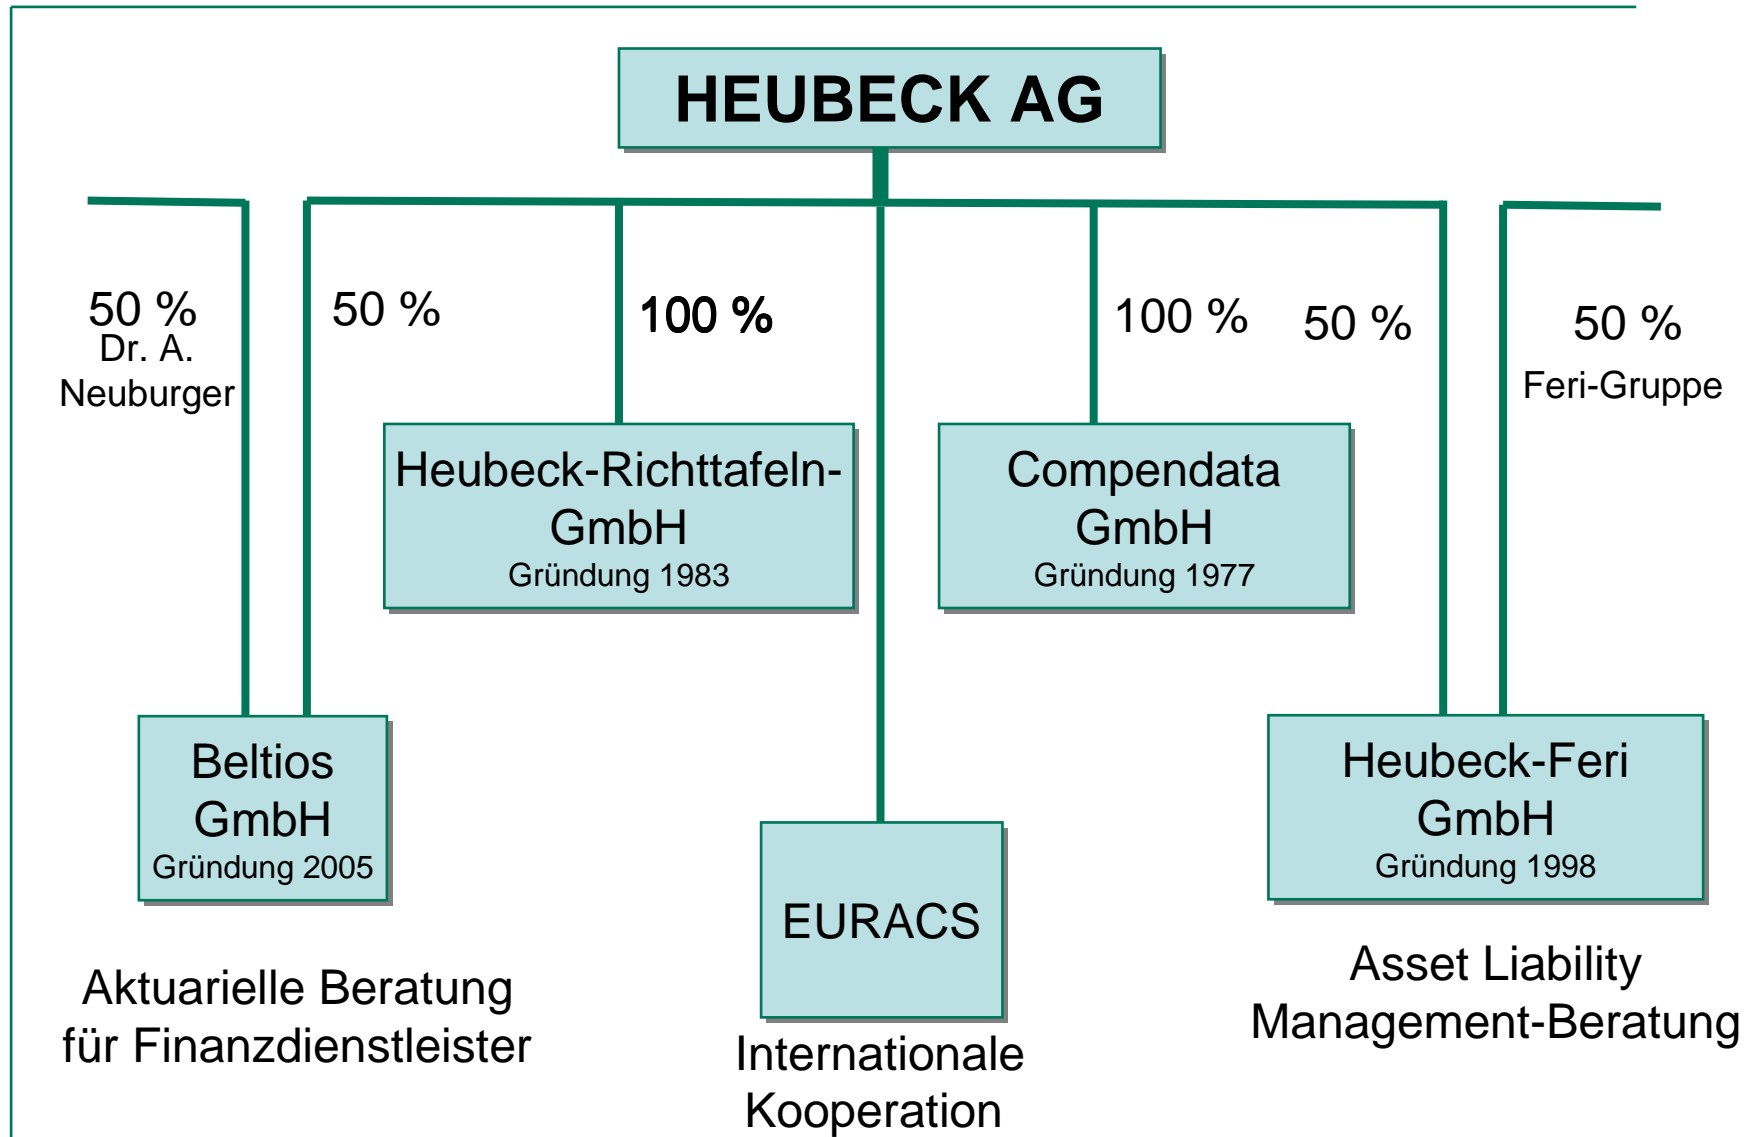 HEUBECK AG
50 %
Dr. A.
Neuburger
50 %
100 %
100 %
50 %
50 %
Feri-Gruppe
Heubeck-Richttafeln-
GmbH
Gründung 1983
Compendata
GmbH
Gründung 1977
Beltios
GmbH
Gründung 2005
Heubeck-Feri
GmbH
Gründung 1998
EURACS
Aktuarielle Beratung
für Finanzdienstleister
Internationale
Kooperation
Asset Liability
Management-Beratung